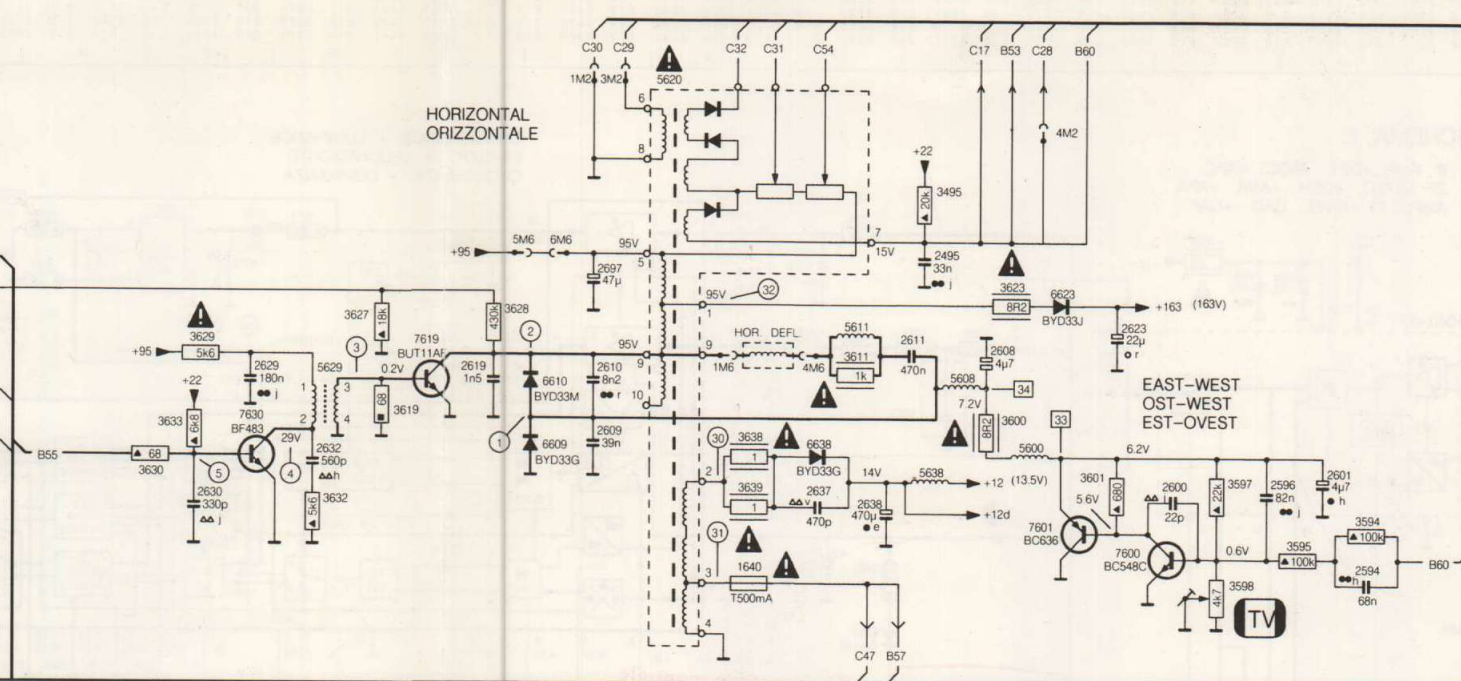 C30 C29 C32 C31 C54 C17 B53 C28 B60
1M2 3M2 5620
4M2
HORIZONTAL
ORIZZONTALE
6
8
+22
20k 3495
7
15V
2495
33n
j
+95 5M6 6M6 95V
5
2697
47µ
95V 32
1
3623
8R2
6623
BYD33J
+163 (163V)
2623
22µ
r
3627 18k
430k 3628
3629
5k6
+95
2629
180n
j
5629
1 3
2 4
3
0.2V
7619
BUT11AF
68
3619
2619
1n5
2
6610
BYD33M
2610
8n2
r
95V
9
10
9
HOR. DEFL.
1M6 4M6
5611
3611
1k
2611
470n
2608
4µ7
5608
34
7.2V
8R2 3600
33
5600
+22
3633 6k8
7630
BF483
B55 68
3630
5
29V
4
2632
560p
h
5k6 3632
2630
330p
j
1
6609
BYD33G
2609
39n
30
2
3638
1
3639
1
6638
BYD33G
2637
v
470p
14V
2638
470µ
e
5638
+12 (13.5V)
+12d
31
3
1640
T500mA
4
C47 B57
EAST-WEST
OST-WEST
EST-OVEST
6.2V
3601
680
5.6V
7601
BC636
2600
22p
7600
BC548C
22k 3597
2596
82n
j
2601
4µ7
h
0.6V
3595
100k
3594
100k
2594
h
68n
B60
4k7 3598
TV